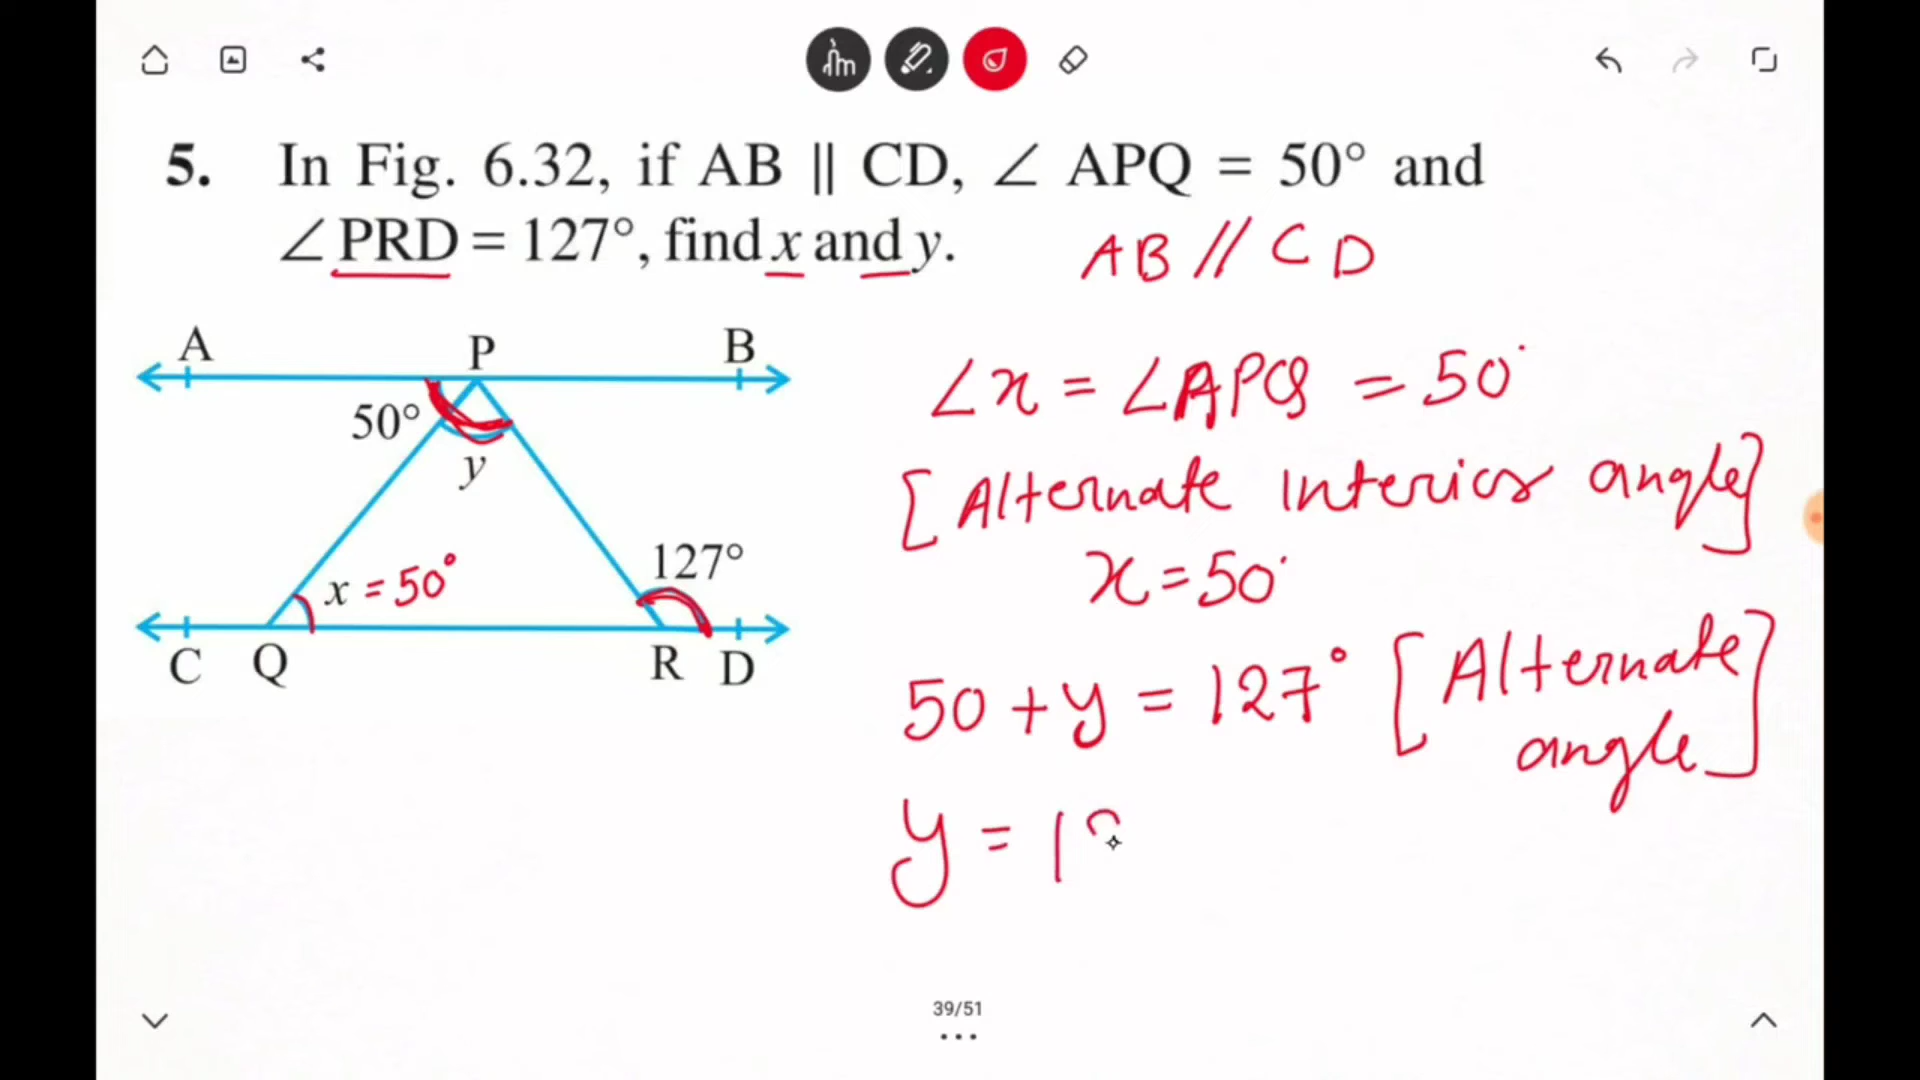 5. In Fig. 6.32, if AB || CD, ∠ APQ = 50° and
∠ PRD = 127°, find x and y.
AB // CD
A P B
50°
y
x = 50°
127°
C Q R D
∠x = ∠APQ = 50°
[Alternate Interior angle]
x = 50°
50 + y = 127° [Alternate
angle]
y = 1
39/51